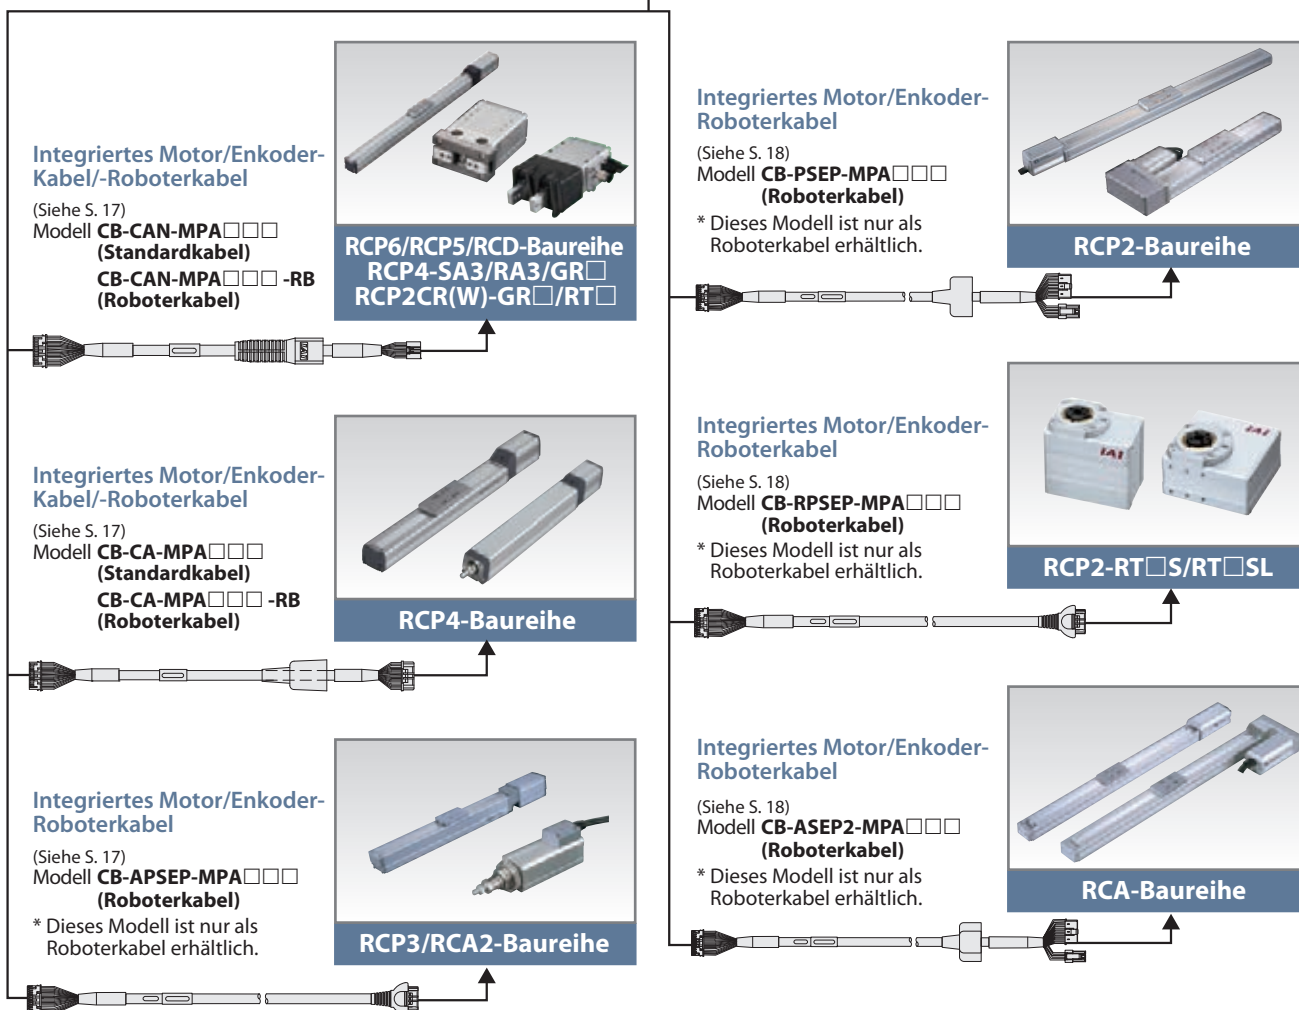 Integriertes Motor/Enkoder-
Kabel/-Roboterkabel
(Siehe S. 17)
Modell CB-CAN-MPA□□□
(Standardkabel)
CB-CAN-MPA□□□ -RB
(Roboterkabel)
RCP6/RCP5/RCD-Baureihe
RCP4-SA3/RA3/GR□
RCP2CR(W)-GR□/RT□
IAI
Integriertes Motor/Enkoder-
Kabel/-Roboterkabel
(Siehe S. 17)
Modell CB-CA-MPA□□□
(Standardkabel)
CB-CA-MPA□□□ -RB
(Roboterkabel)
RCP4-Baureihe
Integriertes Motor/Enkoder-
Roboterkabel
(Siehe S. 17)
Modell CB-APSEP-MPA□□□
(Roboterkabel)
* Dieses Modell ist nur als
Roboterkabel erhältlich.
RCP3/RCA2-Baureihe
Integriertes Motor/Enkoder-
Roboterkabel
(Siehe S. 18)
Modell CB-PSEP-MPA□□□
(Roboterkabel)
* Dieses Modell ist nur als
Roboterkabel erhältlich.
RCP2-Baureihe
Integriertes Motor/Enkoder-
Roboterkabel
(Siehe S. 18)
Modell CB-RPSEP-MPA□□□
(Roboterkabel)
* Dieses Modell ist nur als
Roboterkabel erhältlich.
IAI
IAI
RCP2-RT□S/RT□SL
Integriertes Motor/Enkoder-
Roboterkabel
(Siehe S. 18)
Modell CB-ASEP2-MPA□□□
(Roboterkabel)
* Dieses Modell ist nur als
Roboterkabel erhältlich.
RCA-Baureihe